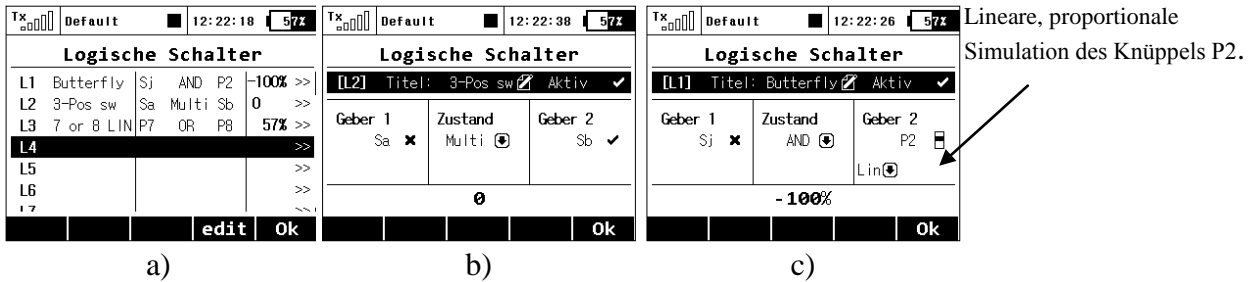 Tx Default 12:22:18 57%
Logische Schalter
L1 Butterfly Sj AND P2 -100% >>
L2 3-Pos sw Sa Multi Sb 0 >>
L3 7 or 8 LIN P7 OR P8 57% >>
L4 >>
L5 >>
L6 >>
L7 >>
edit Ok
a)
Tx Default 12:22:38 57%
Logische Schalter
[L2] Titel: 3-Pos sw Aktiv ✔
Geber 1 Zustand Geber 2
Sa ✖ Multi Sb ✔
0
Ok
b)
Tx Default 12:22:26 57%
Logische Schalter
[L1] Titel: Butterfly Aktiv ✔
Geber 1 Zustand Geber 2
Sj ✖ AND P2
Lin
-100%
Ok
c)
Lineare, proportionale
Simulation des Knüppels P2.